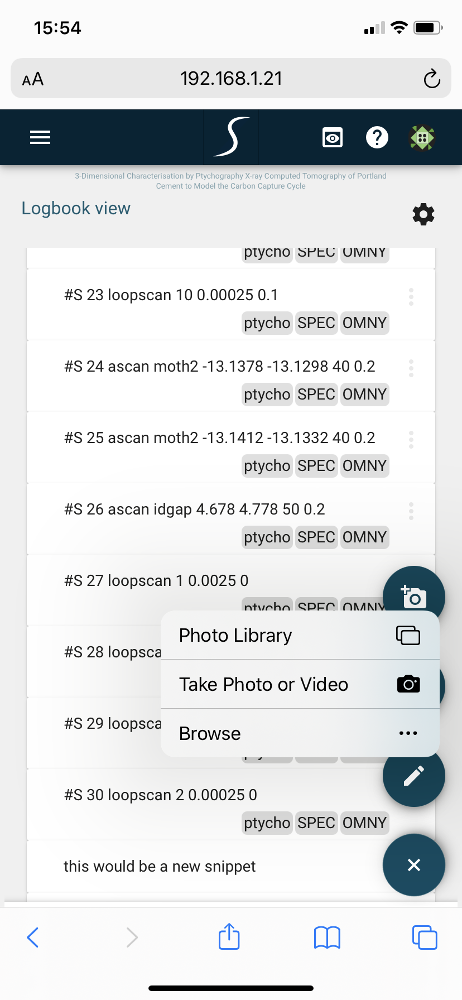 15:54
AA
192.168.1.21
3-Dimensional Characterisation by Ptychography X-ray Computed Tomography of Portland
Cement to Model the Carbon Capture Cycle
Logbook view
ptycho SPEC OMNY
#S 23 loopscan 10 0.00025 0.1
ptycho SPEC OMNY
#S 24 ascan moth2 -13.1378 -13.1298 40 0.2
ptycho SPEC OMNY
#S 25 ascan moth2 -13.1412 -13.1332 40 0.2
ptycho SPEC OMNY
#S 26 ascan idgap 4.678 4.778 50 0.2
ptycho SPEC OMNY
#S 27 loopscan 1 0.0025 0
ptycho SPEC OMNY
Photo Library
#S 28
Take Photo or Video
#S 29
Browse
#S 30 loopscan 2 0.00025 0
ptycho SPEC OMNY
this would be a new snippet